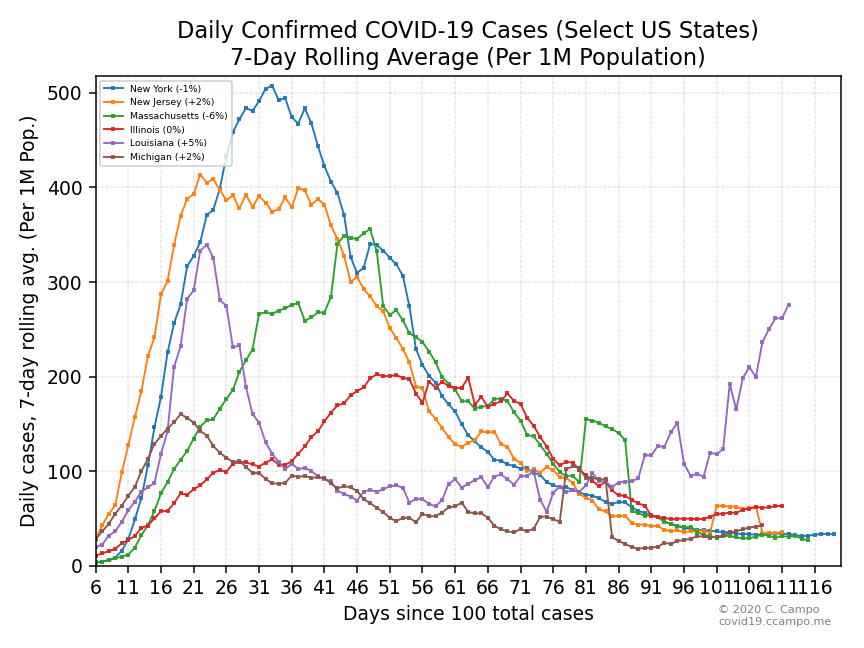 Daily Confirmed COVID-19 Cases (Select US States)
7-Day Rolling Average (Per 1M Population)
Daily cases, 7-day rolling avg. (Per 1M Pop.)
500
400
300
200
100
0
New York (-1%)
New Jersey (+2%)
Massachusetts (-6%)
Illinois (0%)
Louisiana (+5%)
Michigan (+2%)
6 11 16 21 26 31 36 41 46 51 56 61 66 71 76 81 86 91 96 101 106 111 116
Days since 100 total cases
© 2020 C. Campo
covid19.ccampo.me